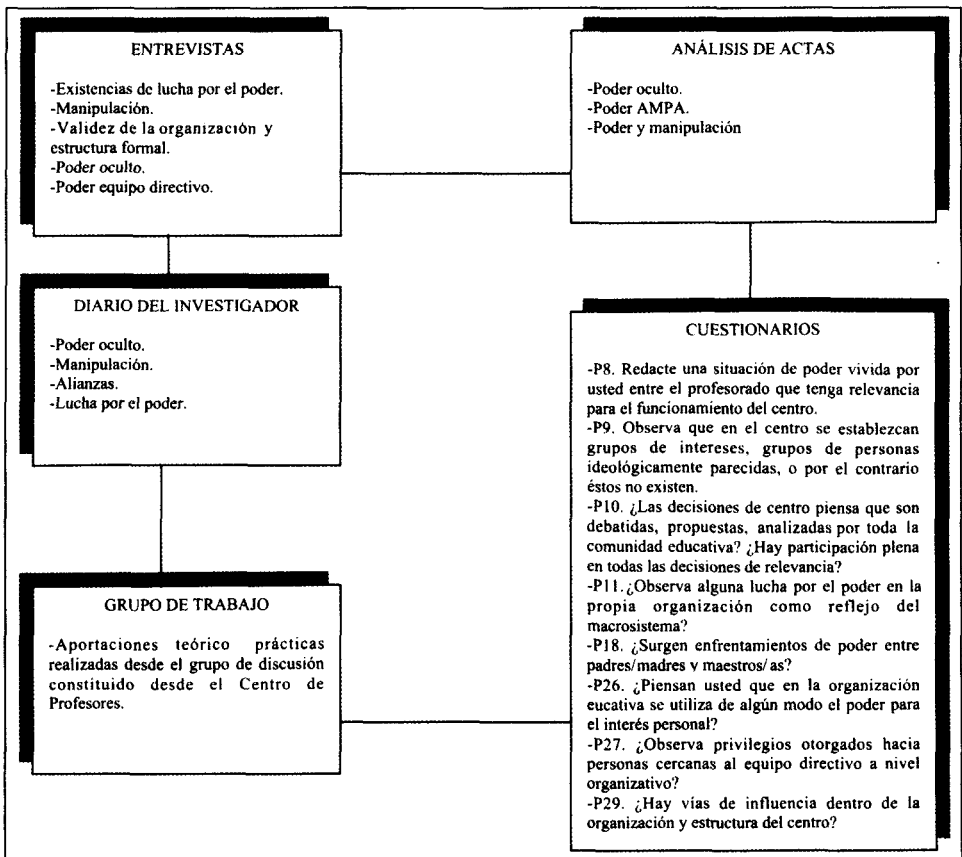 ENTREVISTAS
-Existencias de lucha por el poder.
-Manipulación.
-Validez de la organización y
estructura formal.
-Poder oculto.
-Poder equipo directivo.
ANÁLISIS DE ACTAS
-Poder oculto.
-Poder AMPA.
-Poder y manipulación
DIARIO DEL INVESTIGADOR
-Poder oculto.
-Manipulación.
-Alianzas.
-Lucha por el poder.
GRUPO DE TRABAJO
-Aportaciones teórico prácticas
realizadas desde el grupo de discusión
constituido desde el Centro de
Profesores.
CUESTIONARIOS
-P8. Redacte una situación de poder vivida por
usted entre el profesorado que tenga relevancia
para el funcionamiento del centro.
-P9. Observa que en el centro se establezcan
grupos de intereses, grupos de personas
ideológicamente parecidas, o por el contrario
éstos no existen.
-P10. ¿Las decisiones de centro piensa que son
debatidas, propuestas, analizadas por toda la
comunidad educativa? ¿Hay participación plena
en todas las decisiones de relevancia?
-P11. ¿Observa alguna lucha por el poder en la
propia organización como reflejo del
macrosistema?
-P18. ¿Surgen enfrentamientos de poder entre
padres/madres y maestros/as?
-P26. ¿Piensan usted que en la organización
eucativa se utiliza de algún modo el poder para
el interés personal?
-P27. ¿Observa privilegios otorgados hacia
personas cercanas al equipo directivo a nivel
organizativo?
-P29. ¿Hay vías de influencia dentro de la
organización y estructura del centro?